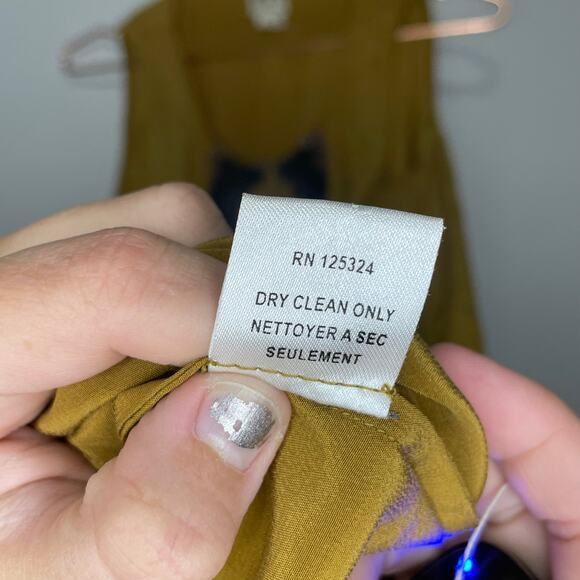 RN 125324
DRY CLEAN ONLY
NETTOYER A SEC
SEULEMENT